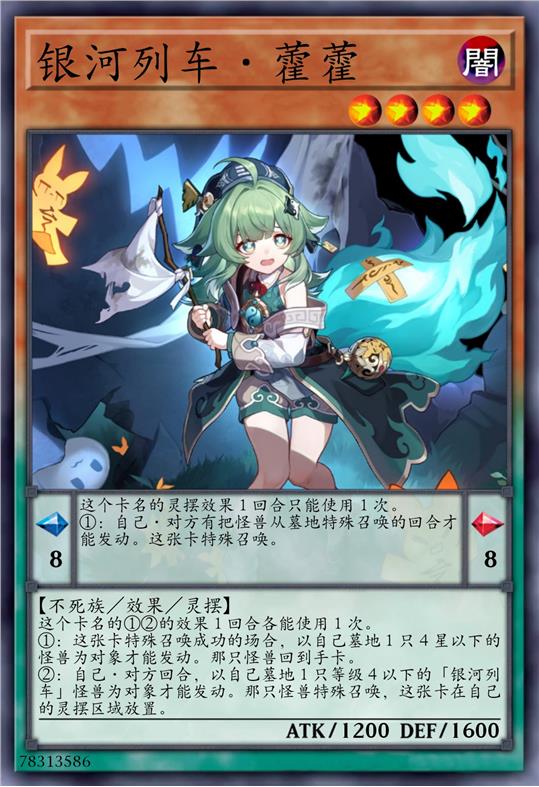 银河列车·藿藿
闇
这个卡名的灵摆效果1回合只能使用1次。
①：自己·对方有把怪兽从墓地特殊召唤的回合才
能发动。这张卡特殊召唤。
8
8
【不死族／效果／灵摆】
这个卡名的①②的效果1回合各能使用1次。
①：这张卡特殊召唤成功的场合，以自己墓地1只4星以下的
怪兽为对象才能发动。那只怪兽回到手卡。
②：自己·对方回合，以自己墓地1只等级4以下的「银河列
车」怪兽为对象才能发动。那只怪兽特殊召唤，这张卡在自己
的灵摆区域放置。
ATK/1200 DEF/1600
78313586